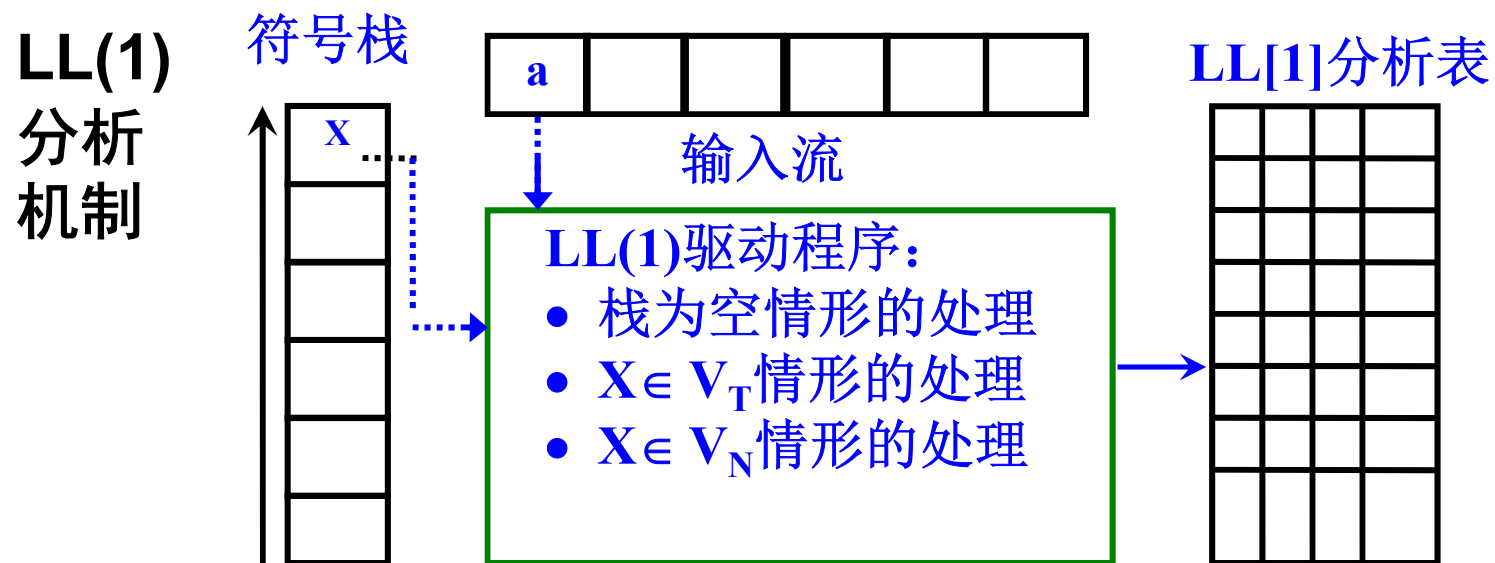 LL(1)
分析
机制
符号栈
X
a
输入流
LL[1]分析表
LL(1)驱动程序：
● 栈为空情形的处理
● X∈ VT情形的处理
● X∈ VN情形的处理